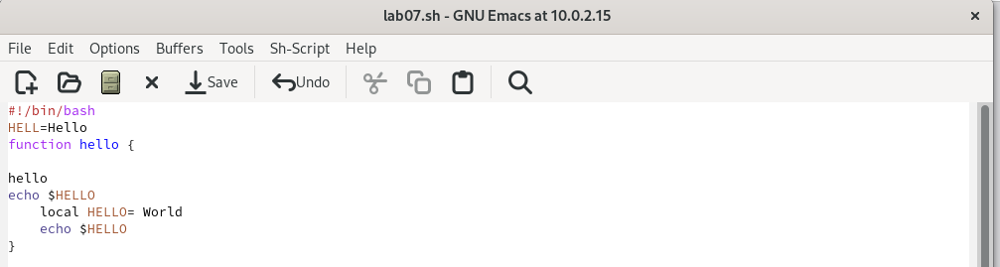 lab07.sh - GNU Emacs at 10.0.2.15
File Edit Options Buffers Tools Sh-Script Help
Save Undo
#!/bin/bash
HELL=Hello
function hello {

hello
echo $HELLO
    local HELLO= World
    echo $HELLO
}